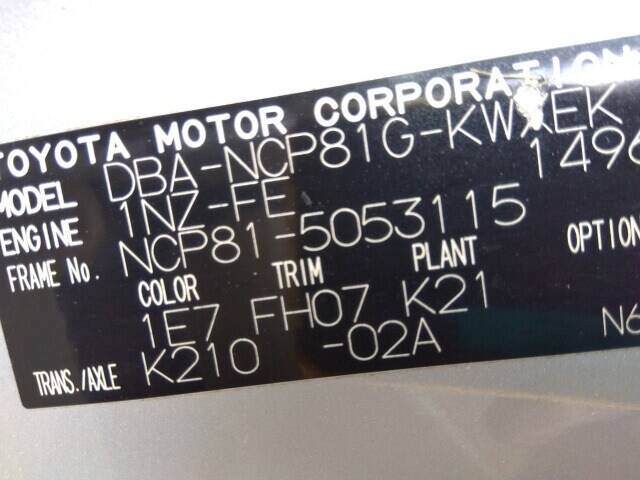 TOYOTA MOTOR CORPORATION
MODEL DBA-NCP81G-KWXEK
ENGINE 1NZ-FE 1496
FRAME No. NCP81-5053115
COLOR TRIM PLANT OPTION
1E7 FH07 K21
TRANS./AXLE K210 -02A N6